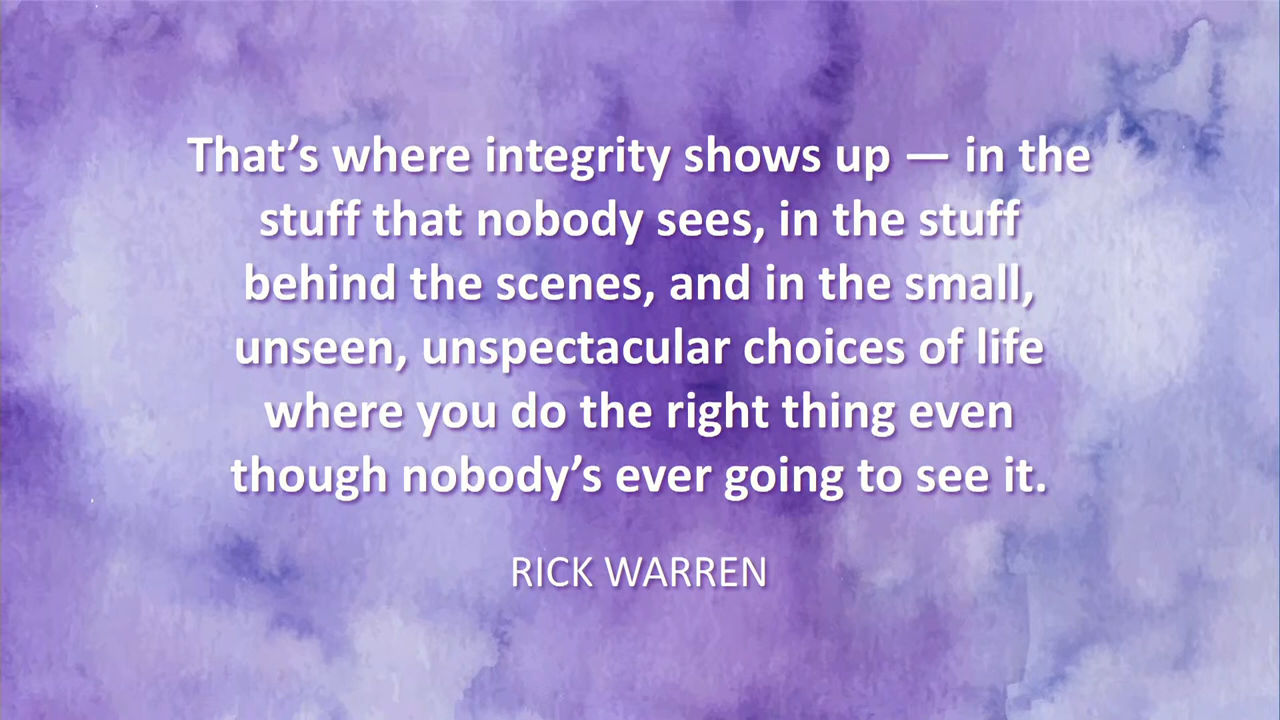 That’s where integrity shows up — in the
stuff that nobody sees, in the stuff
behind the scenes, and in the small,
unseen, unspectacular choices of life
where you do the right thing even
though nobody’s ever going to see it.
RICK WARREN